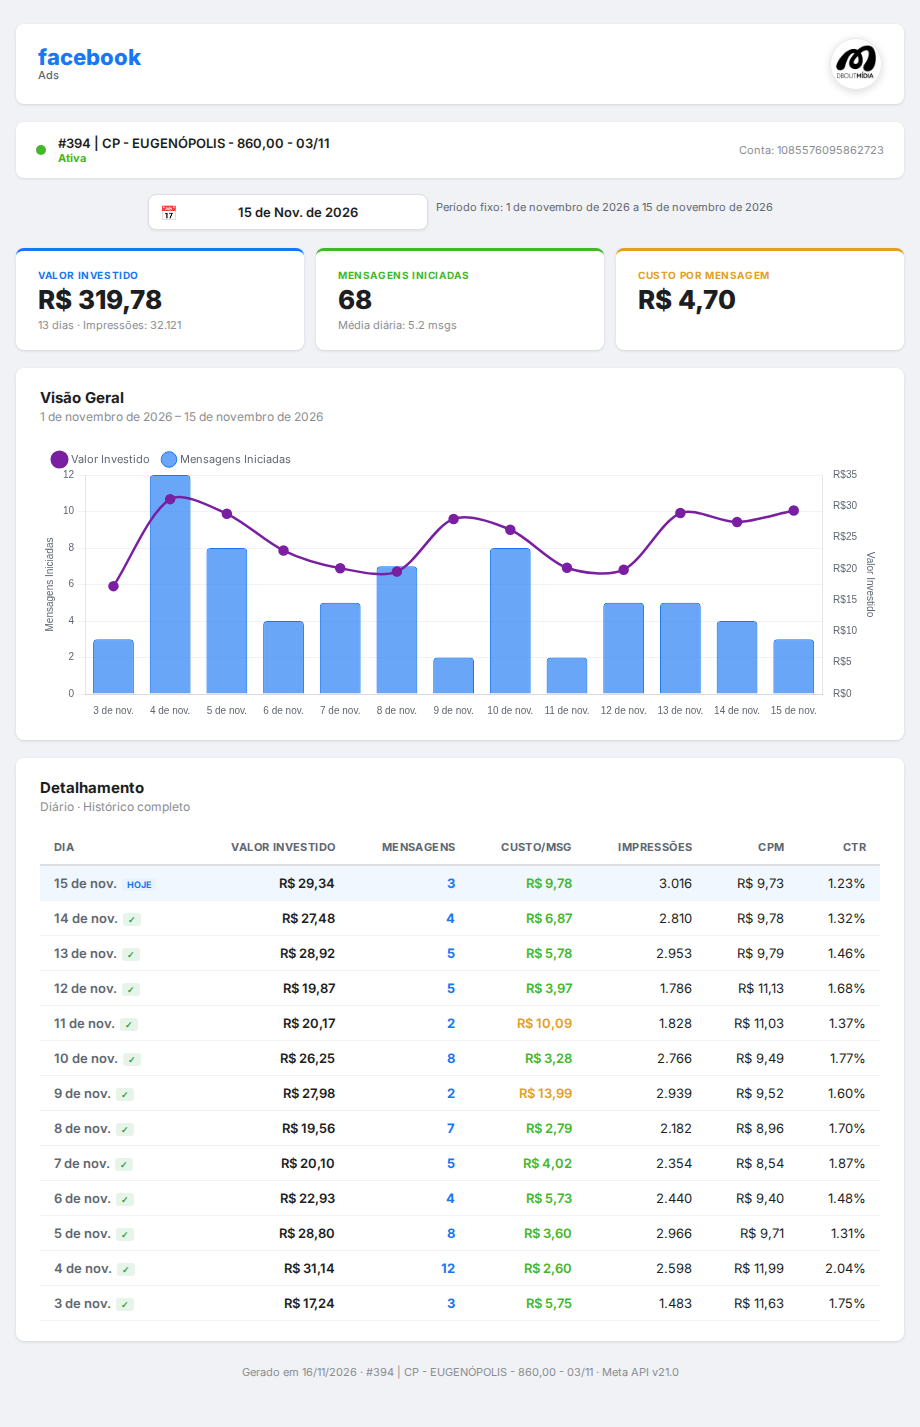 facebook
Ads
DBOUTMÍDIA
#394 | CP - EUGENÓPOLIS - 860,00 - 03/11
Ativa
Conta: 1085576095862723
15 de Nov. de 2026
Período fixo: 1 de novembro de 2026 a 15 de novembro de 2026
VALOR INVESTIDO
R$ 319,78
13 dias · Impressões: 32.121
MENSAGENS INICIADAS
68
Média diária: 5.2 msgs
CUSTO POR MENSAGEM
R$ 4,70
Visão Geral
1 de novembro de 2026 – 15 de novembro de 2026
Valor Investido Mensagens Iniciadas
12 R$35
R$30
10
R$25
8
R$20
6
R$15
4
R$10
2
R$5
0 R$0
Mensagens Iniciadas
Valor Investido
3 de nov. 4 de nov. 5 de nov. 6 de nov. 7 de nov. 8 de nov. 9 de nov. 10 de nov. 11 de nov. 12 de nov. 13 de nov. 14 de nov. 15 de nov.
Detalhamento
Diário · Histórico completo
DIA VALOR INVESTIDO MENSAGENS CUSTO/MSG IMPRESSÕES CPM CTR
15 de nov. HOJE R$ 29,34 3 R$ 9,78 3.016 R$ 9,73 1.23%
14 de nov. ✓ R$ 27,48 4 R$ 6,87 2.810 R$ 9,78 1.32%
13 de nov. ✓ R$ 28,92 5 R$ 5,78 2.953 R$ 9,79 1.46%
12 de nov. ✓ R$ 19,87 5 R$ 3,97 1.786 R$ 11,13 1.68%
11 de nov. ✓ R$ 20,17 2 R$ 10,09 1.828 R$ 11,03 1.37%
10 de nov. ✓ R$ 26,25 8 R$ 3,28 2.766 R$ 9,49 1.77%
9 de nov. ✓ R$ 27,98 2 R$ 13,99 2.939 R$ 9,52 1.60%
8 de nov. ✓ R$ 19,56 7 R$ 2,79 2.182 R$ 8,96 1.70%
7 de nov. ✓ R$ 20,10 5 R$ 4,02 2.354 R$ 8,54 1.87%
6 de nov. ✓ R$ 22,93 4 R$ 5,73 2.440 R$ 9,40 1.48%
5 de nov. ✓ R$ 28,80 8 R$ 3,60 2.966 R$ 9,71 1.31%
4 de nov. ✓ R$ 31,14 12 R$ 2,60 2.598 R$ 11,99 2.04%
3 de nov. ✓ R$ 17,24 3 R$ 5,75 1.483 R$ 11,63 1.75%
Gerado em 16/11/2026 · #394 | CP - EUGENÓPOLIS - 860,00 - 03/11 · Meta API v21.0